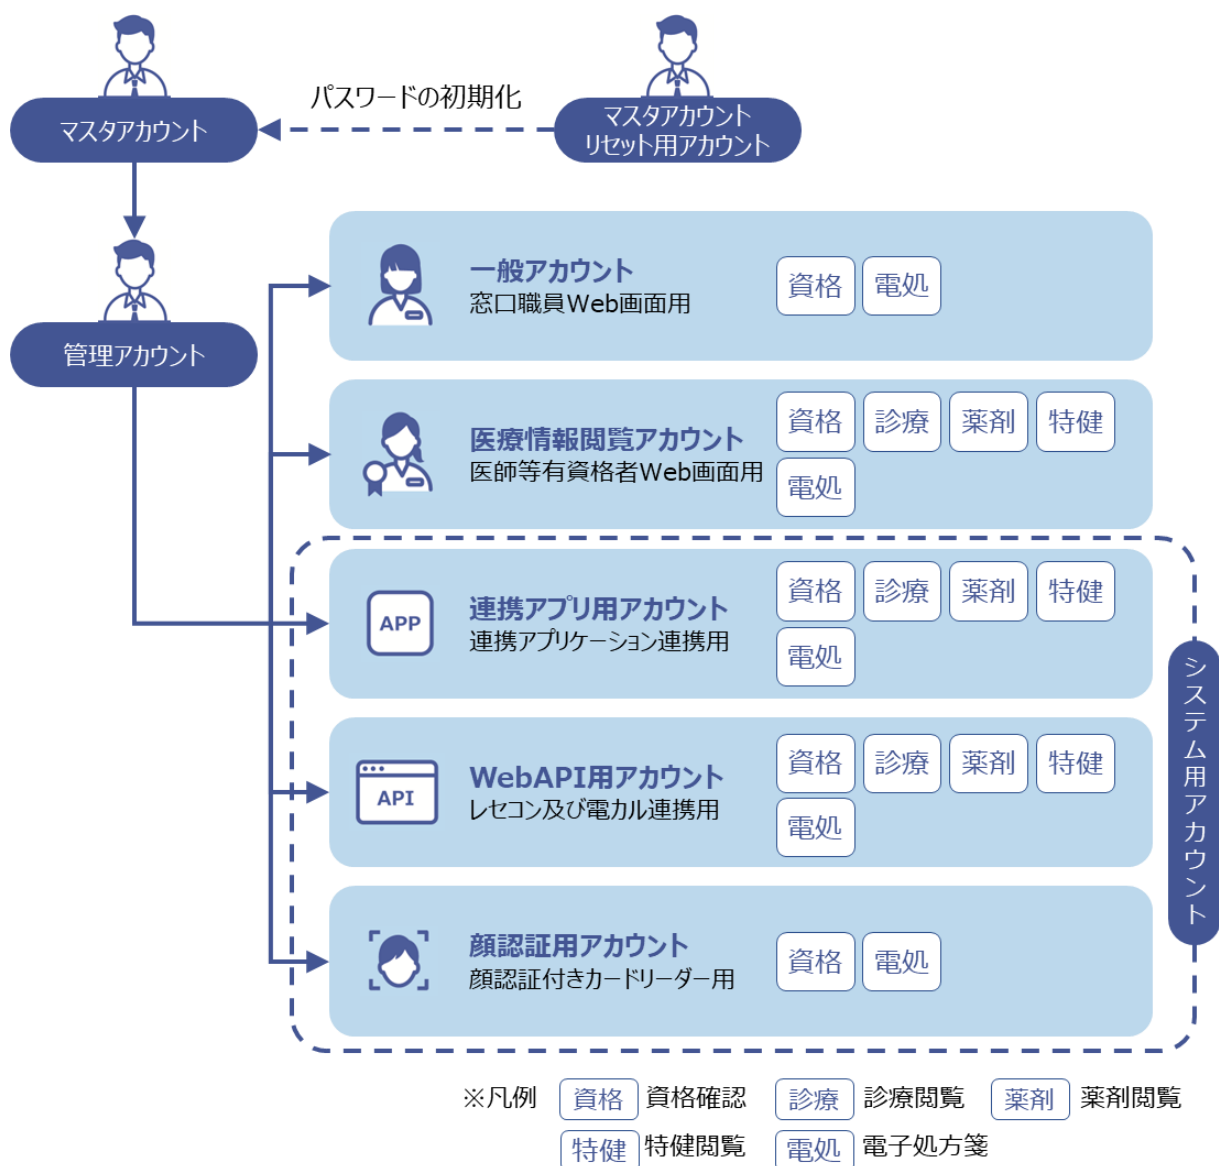 パスワードの初期化
マスタアカウント
マスタアカウント
リセット用アカウント
管理アカウント
一般アカウント
窓口職員Web画面用
資格 電処
医療情報閲覧アカウント
医師等有資格者Web画面用
資格 診療 薬剤 特健
電処
APP
連携アプリ用アカウント
連携アプリケーション連携用
資格 診療 薬剤 特健
電処
API
WebAPI用アカウント
レセコン及び電カル連携用
資格 診療 薬剤 特健
電処
顔認証用アカウント
顔認証付きカードリーダー用
資格 電処
システム用アカウント
※凡例 資格 資格確認 診療 診療閲覧 薬剤 薬剤閲覧
特健 特健閲覧 電処 電子処方箋